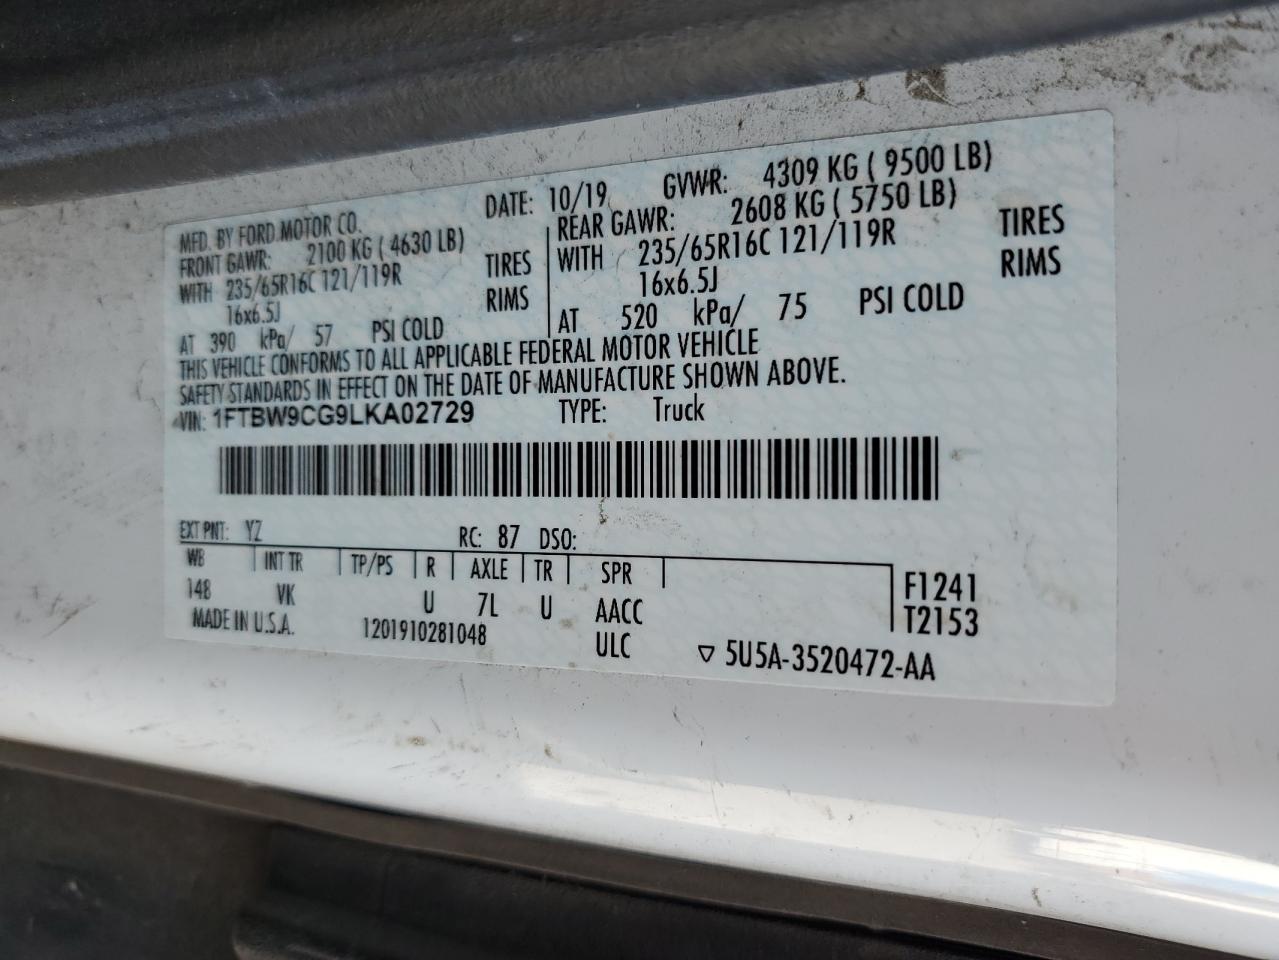 MFD. BY FORD MOTOR CO. DATE: 10/19 GVWR: 4309 KG ( 9500 LB)
FRONT GAWR: 2100 KG ( 4630 LB) REAR GAWR: 2608 KG ( 5750 LB)
WITH 235/65R16C 121/119R TIRES WITH 235/65R16C 121/119R TIRES
16x6.5J RIMS 16x6.5J RIMS
AT 390 kPa/ 57 PSI COLD AT 520 kPa/ 75 PSI COLD
THIS VEHICLE CONFORMS TO ALL APPLICABLE FEDERAL MOTOR VEHICLE
SAFETY STANDARDS IN EFFECT ON THE DATE OF MANUFACTURE SHOWN ABOVE.
VIN: 1FTBW9CG9LKA02729 TYPE: Truck
EXT PNT: YZ RC: 87 DSO:
WB INT TR TP/PS R AXLE TR SPR F1241
148 VK U 7L U AACC T2153
MADE IN U.S.A. 1201910281048 ULC ▽ 5U5A-3520472-AA